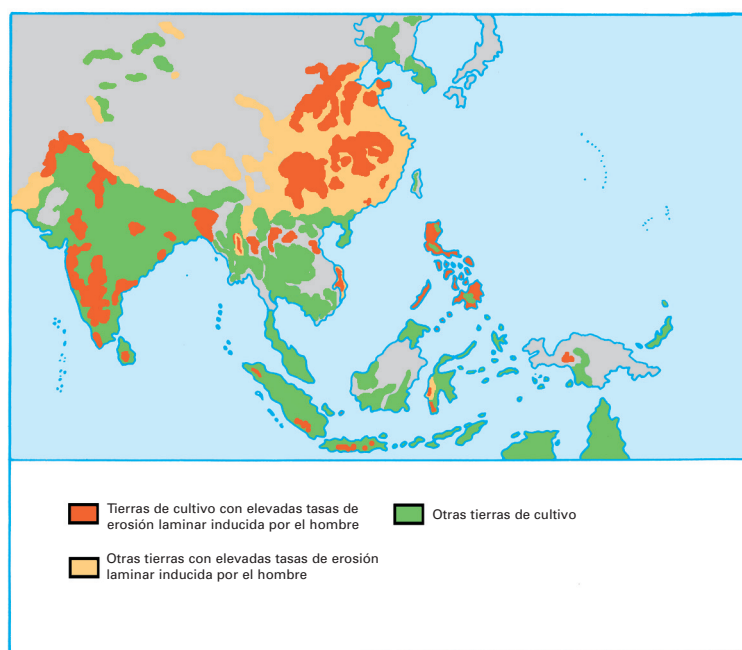 Tierras de cultivo con elevadas tasas de
erosión laminar inducida por el hombre
Otras tierras de cultivo
Otras tierras con elevadas tasas de erosión
laminar inducida por el hombre